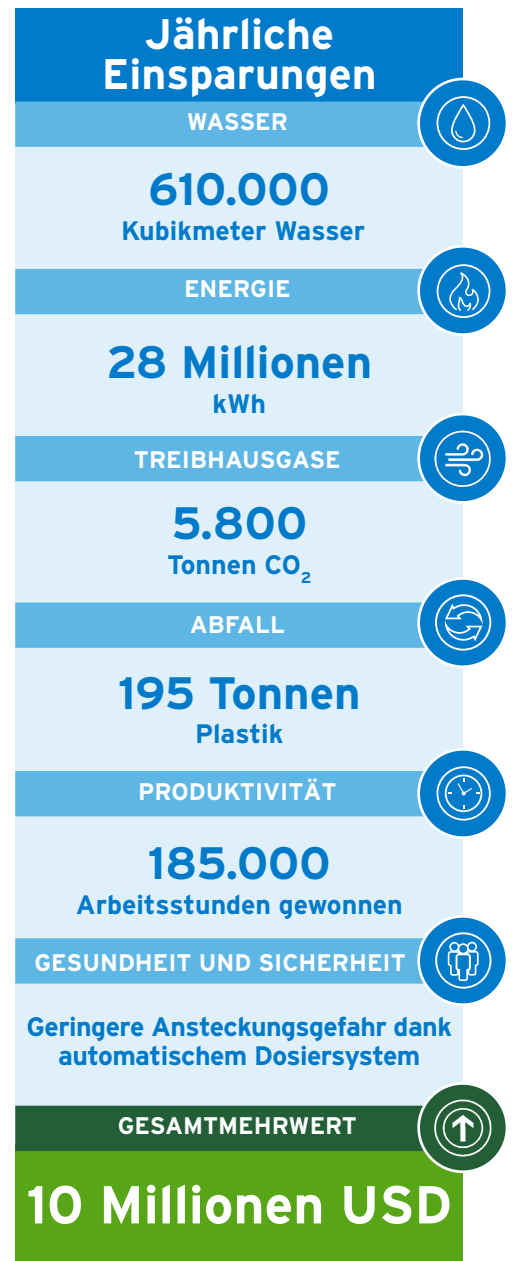 Jährliche
Einsparungen
WASSER
610.000
Kubikmeter Wasser
ENERGIE
28 Millionen
kWh
TREIBHAUSGASE
5.800
Tonnen CO₂
ABFALL
195 Tonnen
Plastik
PRODUKTIVITÄT
185.000
Arbeitsstunden gewonnen
GESUNDHEIT UND SICHERHEIT
Geringere Ansteckungsgefahr dank
automatischem Dosiersystem
GESAMTMEHRWERT
10 Millionen USD